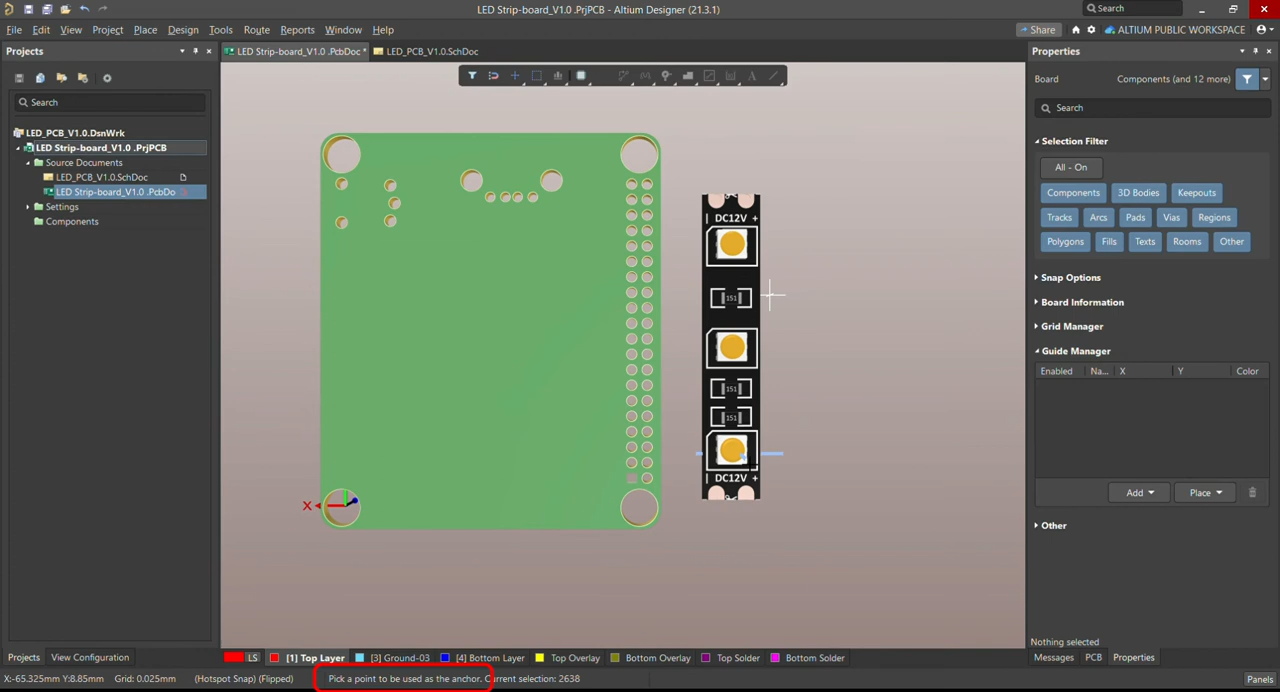 LED Strip-board_V1.0 .PrjPCB - Altium Designer (21.3.1)
Search
File Edit View Project Place Design Tools Route Reports Window Help
Share
ALTIUM PUBLIC WORKSPACE
Projects
LED Strip-board_V1.0 .PcbDoc *
LED_PCB_V1.0.SchDoc
Properties
Board
Components (and 12 more)
Search
Search
LED_PCB_V1.0.DsnWrk
LED Strip-board_V1.0 .PrjPCB
Source Documents
LED_PCB_V1.0.SchDoc
LED Strip-board_V1.0 .PcbDo
Settings
Components
Selection Filter
All - On
Components 3D Bodies Keepouts
Tracks Arcs Pads Vias Regions
Polygons Fills Texts Rooms Other
Snap Options
Board Information
Grid Manager
Guide Manager
Enabled Na... X Y Color
Add Place
Other
| DC12V +
151
151
151
| DC12V +
X
Nothing selected
Projects View Configuration
LS [1] Top Layer [3] Ground-03 [4] Bottom Layer Top Overlay Bottom Overlay Top Solder Bottom Solder
Messages PCB Properties
X:-65.325mm Y:8.85mm Grid: 0.025mm (Hotspot Snap) (Flipped) Pick a point to be used as the anchor. Current selection: 2638
Panels